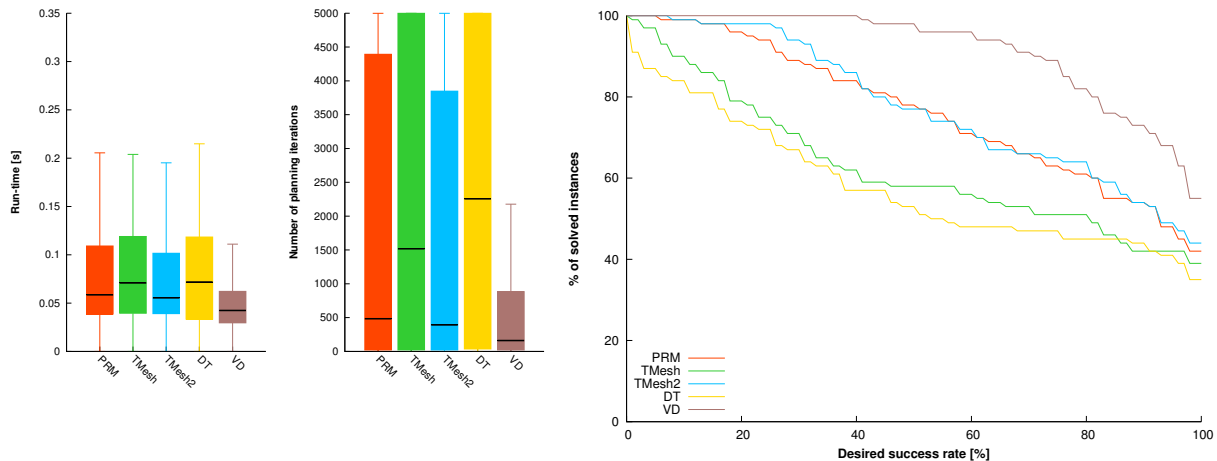 0.35
0.3
0.25
0.2
0.15
0.1
0.05
0
Run-time [s]
PRM
TMesh
TMesh2
DT
VD
5000
4500
4000
3500
3000
2500
2000
1500
1000
500
0
Number of planning iterations
PRM
TMesh
TMesh2
DT
VD
100
80
60
40
20
0
% of solved instances
PRM
TMesh
TMesh2
DT
VD
0 20 40 60 80 100
Desired success rate [%]